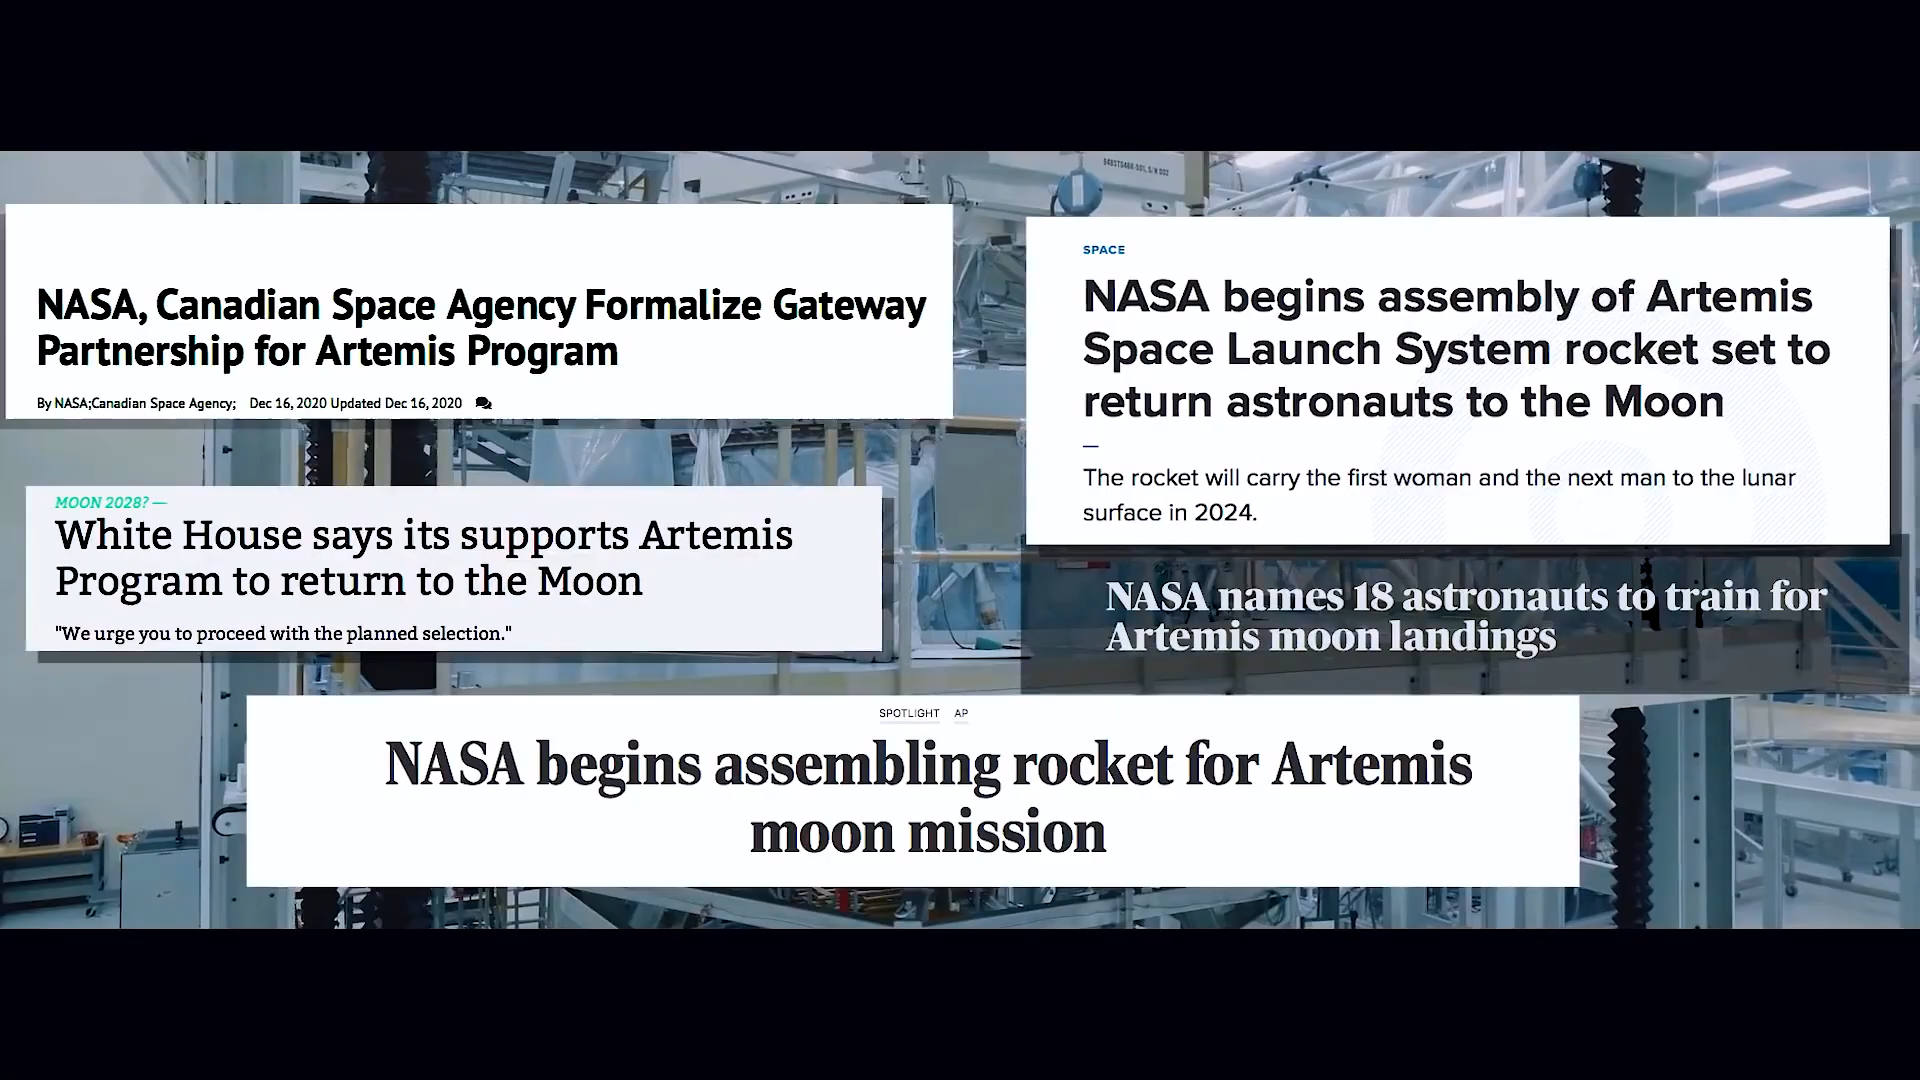 NASA, Canadian Space Agency Formalize Gateway
Partnership for Artemis Program
By NASA;Canadian Space Agency; Dec 16, 2020 Updated Dec 16, 2020
SPACE
NASA begins assembly of Artemis
Space Launch System rocket set to
return astronauts to the Moon
The rocket will carry the first woman and the next man to the lunar
surface in 2024.
MOON 2028? —
White House says its supports Artemis
Program to return to the Moon
"We urge you to proceed with the planned selection."
NASA names 18 astronauts to train for
Artemis moon landings
SPOTLIGHT AP
NASA begins assembling rocket for Artemis
moon mission